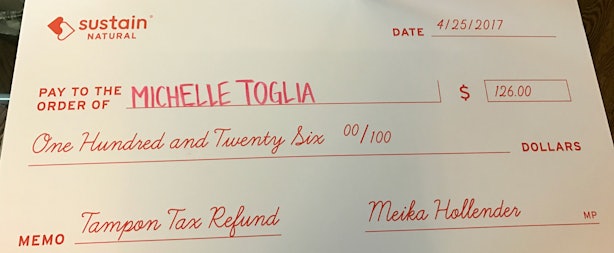 sustain
NATURAL
DATE 4/25/2017
PAY TO THE
ORDER OF MICHELLE TOGLIA $ 126.00
One Hundred and Twenty Six 00/100 DOLLARS
MEMO Tampon Tax Refund Meika Hollender MP